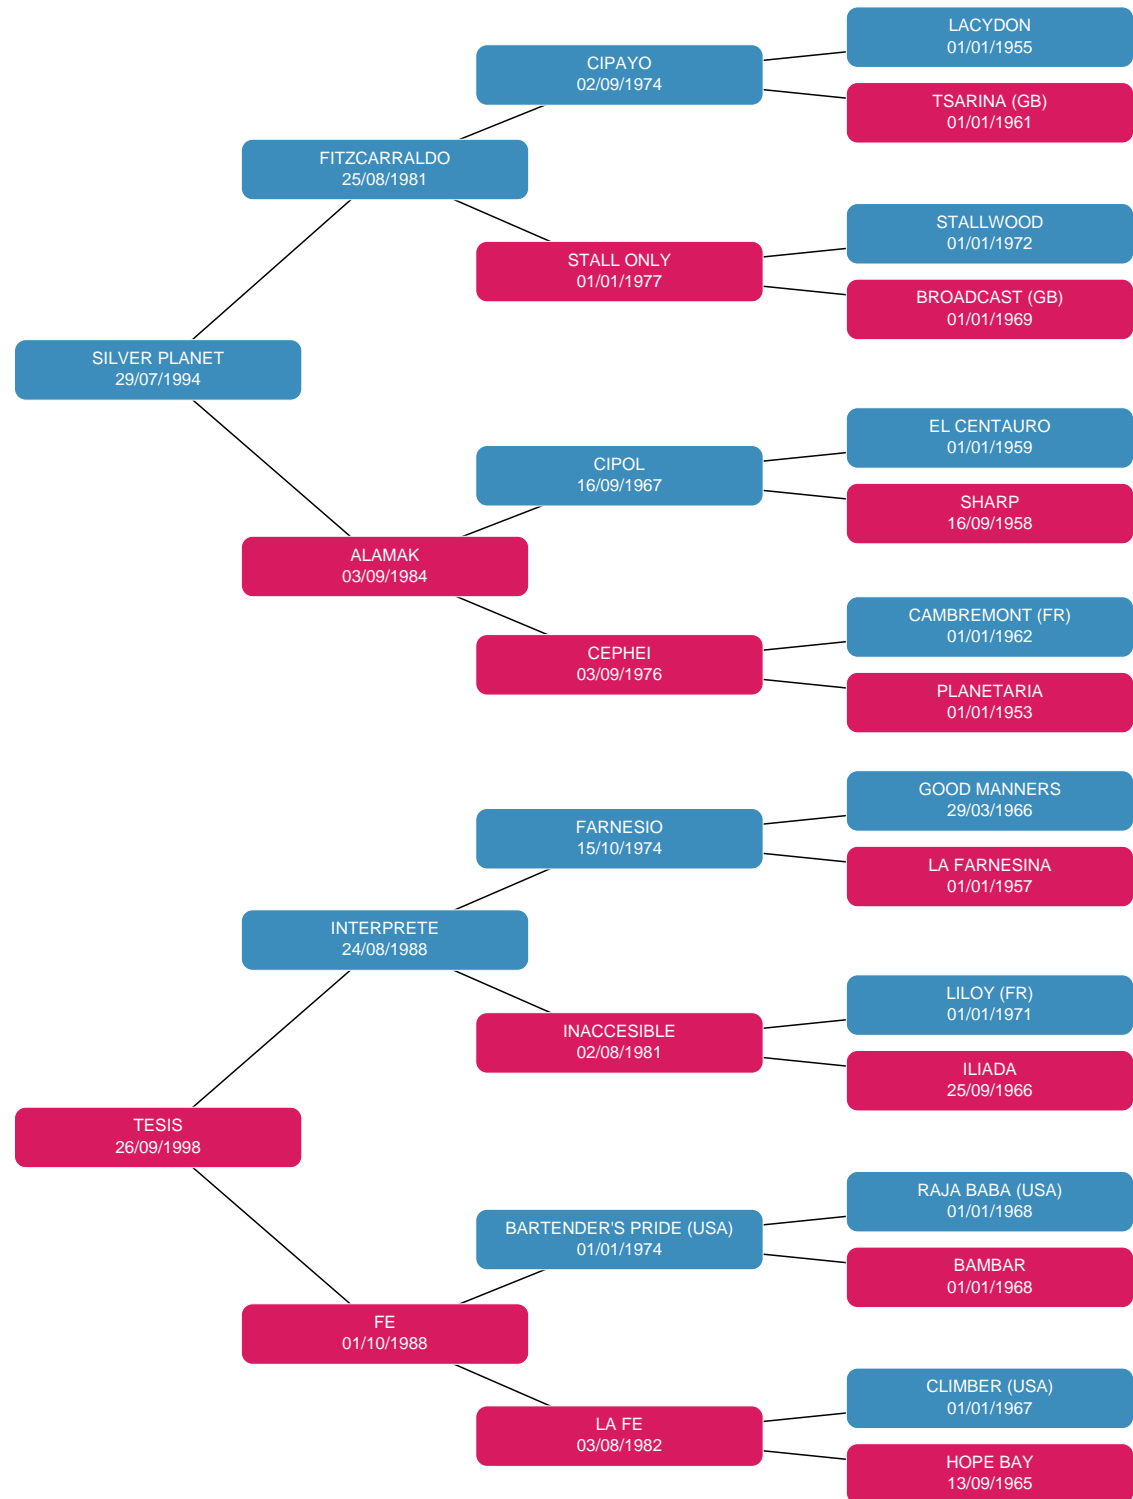 LACYDON
01/01/1955
CIPAYO
02/09/1974
TSARINA (GB)
01/01/1961
FITZCARRALDO
25/08/1981
STALLWOOD
01/01/1972
STALL ONLY
01/01/1977
BROADCAST (GB)
01/01/1969
SILVER PLANET
29/07/1994
EL CENTAURO
01/01/1959
CIPOL
16/09/1967
SHARP
16/09/1958
ALAMAK
03/09/1984
CAMBREMONT (FR)
01/01/1962
CEPHEI
03/09/1976
PLANETARIA
01/01/1953
GOOD MANNERS
29/03/1966
FARNESIO
15/10/1974
LA FARNESINA
01/01/1957
INTERPRETE
24/08/1988
LILOY (FR)
01/01/1971
INACCESIBLE
02/08/1981
ILIADA
25/09/1966
TESIS
26/09/1998
RAJA BABA (USA)
01/01/1968
BARTENDER'S PRIDE (USA)
01/01/1974
BAMBAR
01/01/1968
FE
01/10/1988
CLIMBER (USA)
01/01/1967
LA FE
03/08/1982
HOPE BAY
13/09/1965